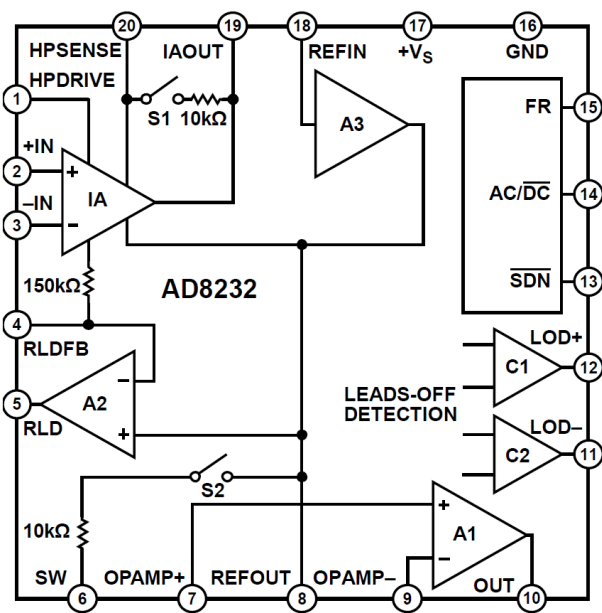 20 19 18 17 16
HPSENSE IAOUT REFIN +VS GND
HPDRIVE
1
S1 10kΩ
A3
FR 15
+IN
2
+
IA
AC/DC 14
–IN
3
–
150kΩ
AD8232
SDN 13
4
RLDFB
LOD+
C1 12
–
A2
5
RLD
+
LEADS-OFF
DETECTION
LOD–
C2 11
S2
+
A1
–
10kΩ
SW OPAMP+ REFOUT OPAMP– OUT
6 7 8 9 10